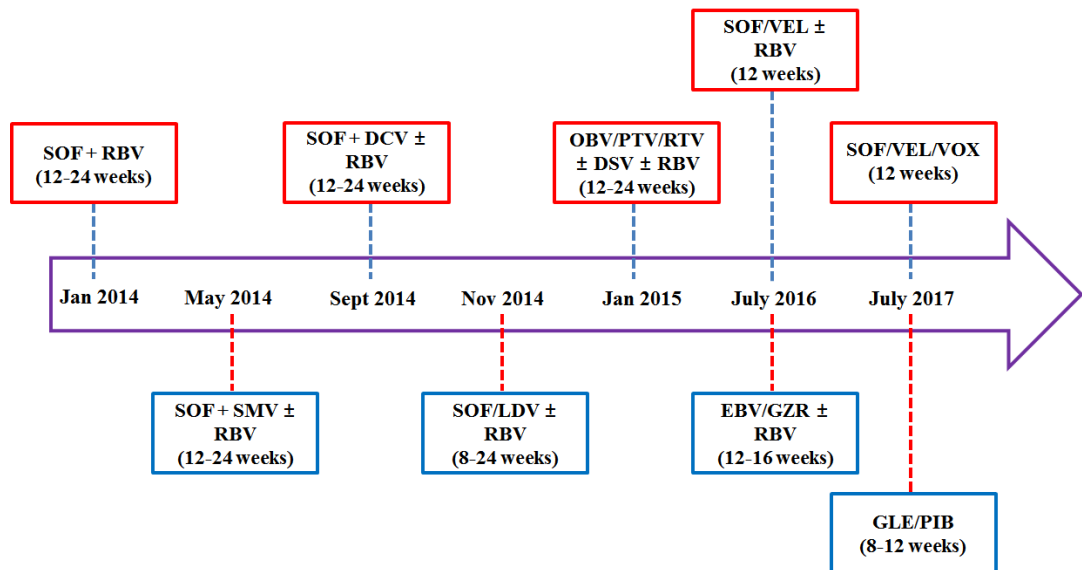 SOF/VEL ±
RBV
(12 weeks)
SOF + RBV
(12-24 weeks)
SOF + DCV ±
RBV
(12-24 weeks)
OBV/PTV/RTV
± DSV ± RBV
(12-24 weeks)
SOF/VEL/VOX
(12 weeks)
Jan 2014
May 2014
Sept 2014
Nov 2014
Jan 2015
July 2016
July 2017
SOF + SMV ±
RBV
(12-24 weeks)
SOF/LDV ±
RBV
(8-24 weeks)
EBV/GZR ±
RBV
(12-16 weeks)
GLE/PIB
(8-12 weeks)